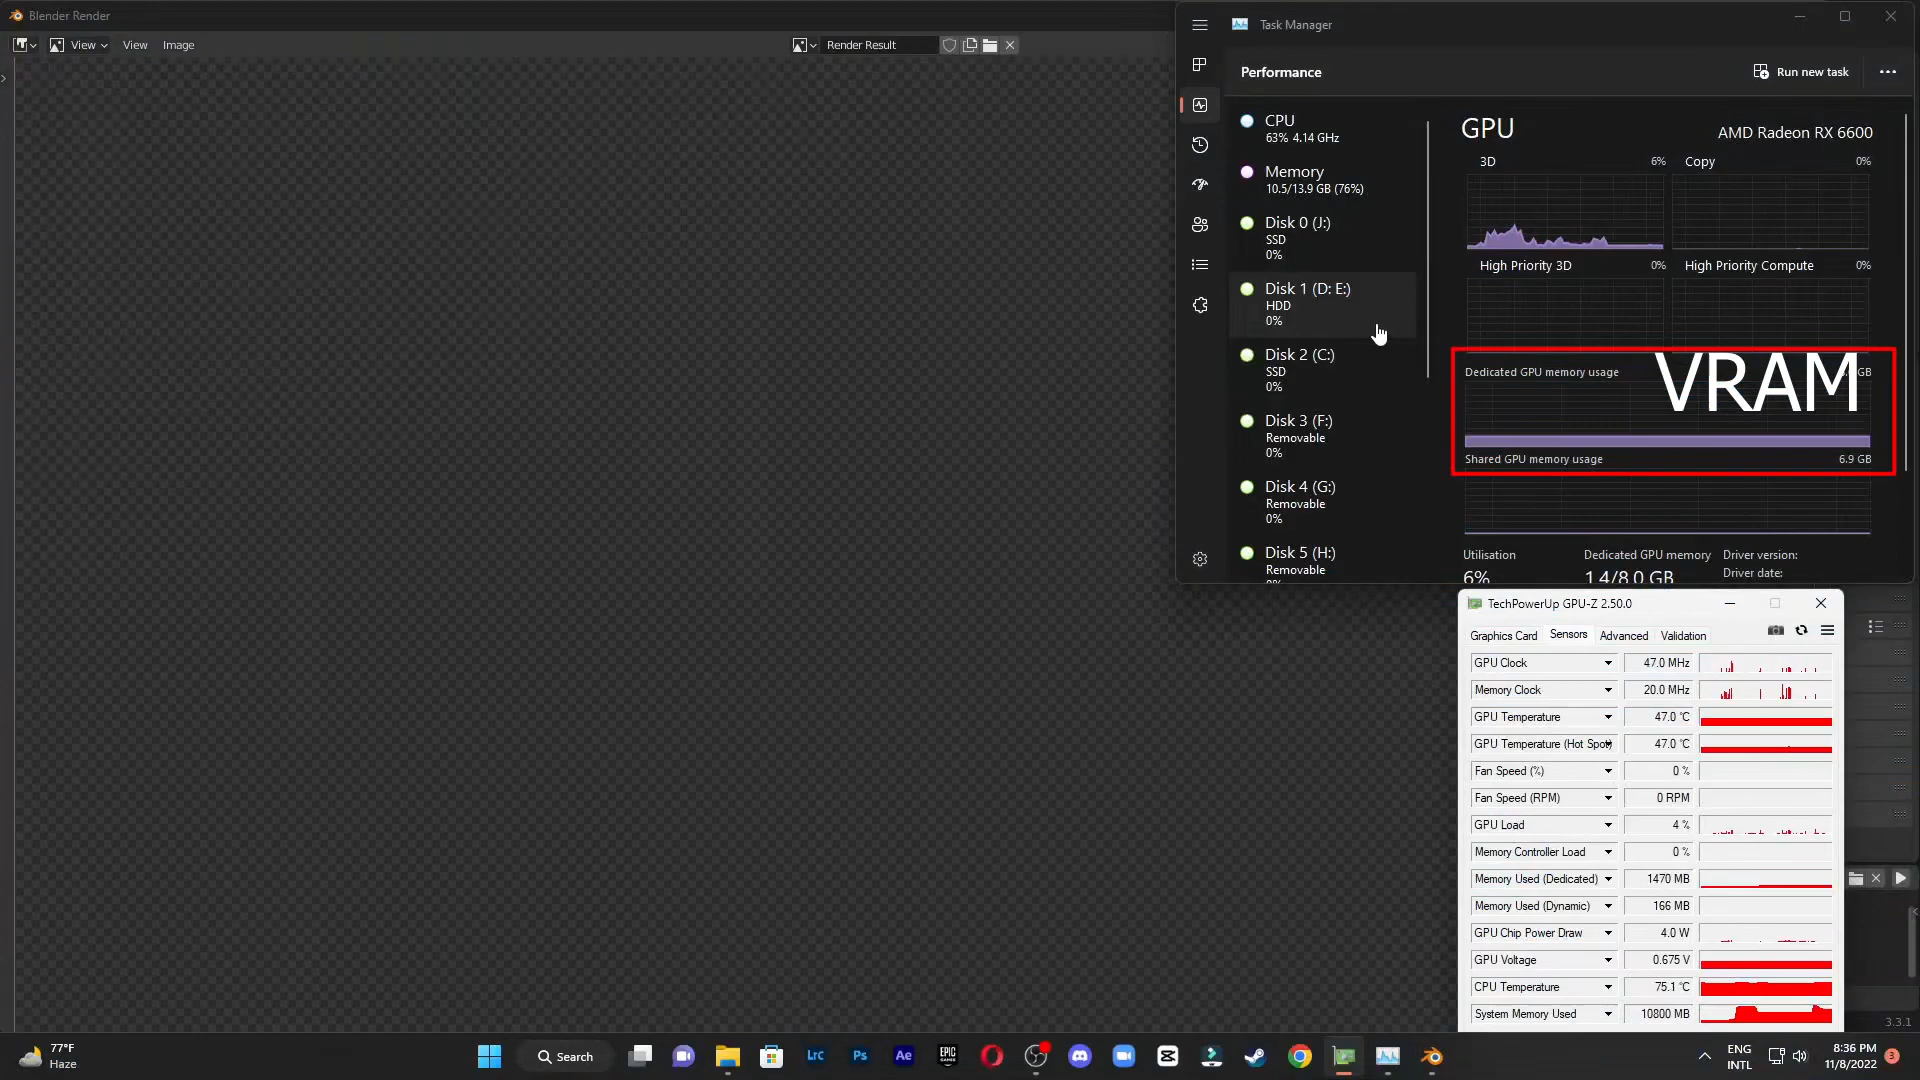 Blender Render
View
View
Image
Render Result
Task Manager
Performance
Run new task
CPU
63% 4.14 GHz
Memory
10.5/13.9 GB (76%)
Disk 0 (J:)
SSD
0%
Disk 1 (D: E:)
HDD
0%
Disk 2 (C:)
SSD
0%
Disk 3 (F:)
Removable
0%
Disk 4 (G:)
Removable
0%
Disk 5 (H:)
Removable
GPU
AMD Radeon RX 6600
3D 6%
Copy 0%
High Priority 3D 0%
High Priority Compute 0%
Dedicated GPU memory usage
GB
VRAM
Shared GPU memory usage 6.9 GB
Utilisation
6%
Dedicated GPU memory
1.4/8.0 GB
Driver version:
Driver date:
TechPowerUp GPU-Z 2.50.0
Graphics Card
Sensors
Advanced
Validation
GPU Clock 47.0 MHz
Memory Clock 20.0 MHz
GPU Temperature 47.0 °C
GPU Temperature (Hot Spot) 47.0 °C
Fan Speed (%) 0 %
Fan Speed (RPM) 0 RPM
GPU Load 4 %
Memory Controller Load 0 %
Memory Used (Dedicated) 1470 MB
Memory Used (Dynamic) 166 MB
GPU Chip Power Draw 4.0 W
GPU Voltage 0.675 V
CPU Temperature 75.1 °C
System Memory Used 10800 MB
3.3.1
77°F
Haze
Search
LrC
Ps
Ae
EPIC
GAMES
ENG
INTL
8:36 PM
11/8/2022
3